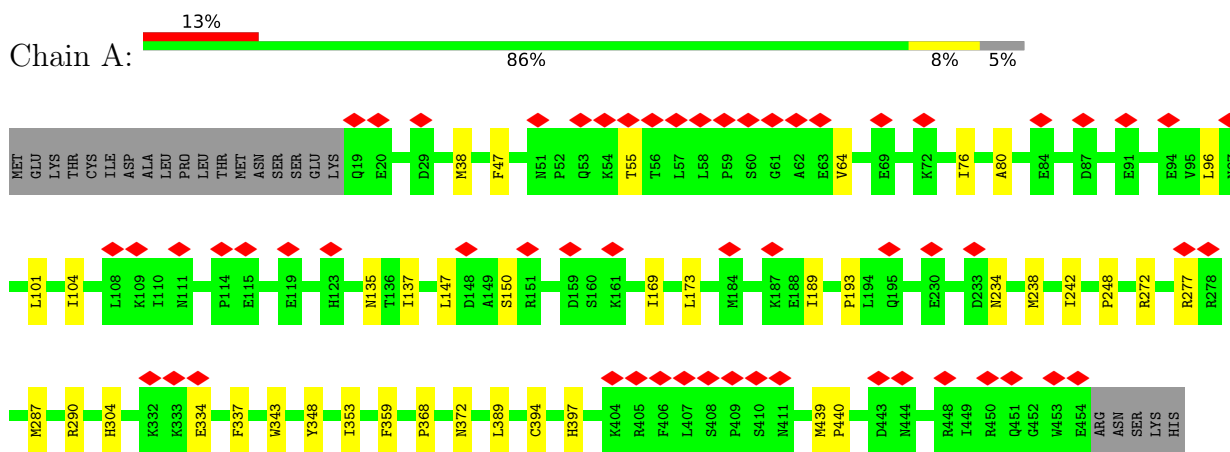 13%
Chain A:
86% 8% 5%
MET GLU LYS THR CYS ILE ASP ALA LEU PRO LEU THR MET ASN SER SER GLU LYS Q19 E20 D29 M38 F47 N51 P52 Q53 K54 T55 T56 L57 L58 P59 S60 G61 A62 E63 V64 E69 K72 I76 A80 E84 D87 E91 E94 V95 L96
L101 I104 L108 K109 I110 N111 P114 E115 E119 H123 N135 T136 I137 L147 D148 A149 S150 R151 D159 S160 K161 I169 L173 M184 K187 E188 I189 P193 L194 Q195 E230 D233 N234 M238 I242 P248 R272 R277 R278
M287 R290 H304 K332 K333 E334 F337 W343 Y348 I353 F359 P368 N372 L389 C394 H397 K404 R405 F406 L407 S408 P409 S410 N411 M439 P440 D443 N444 R448 I449 R450 Q451 G452 W453 E454 ARG ASN SER LYS HIS